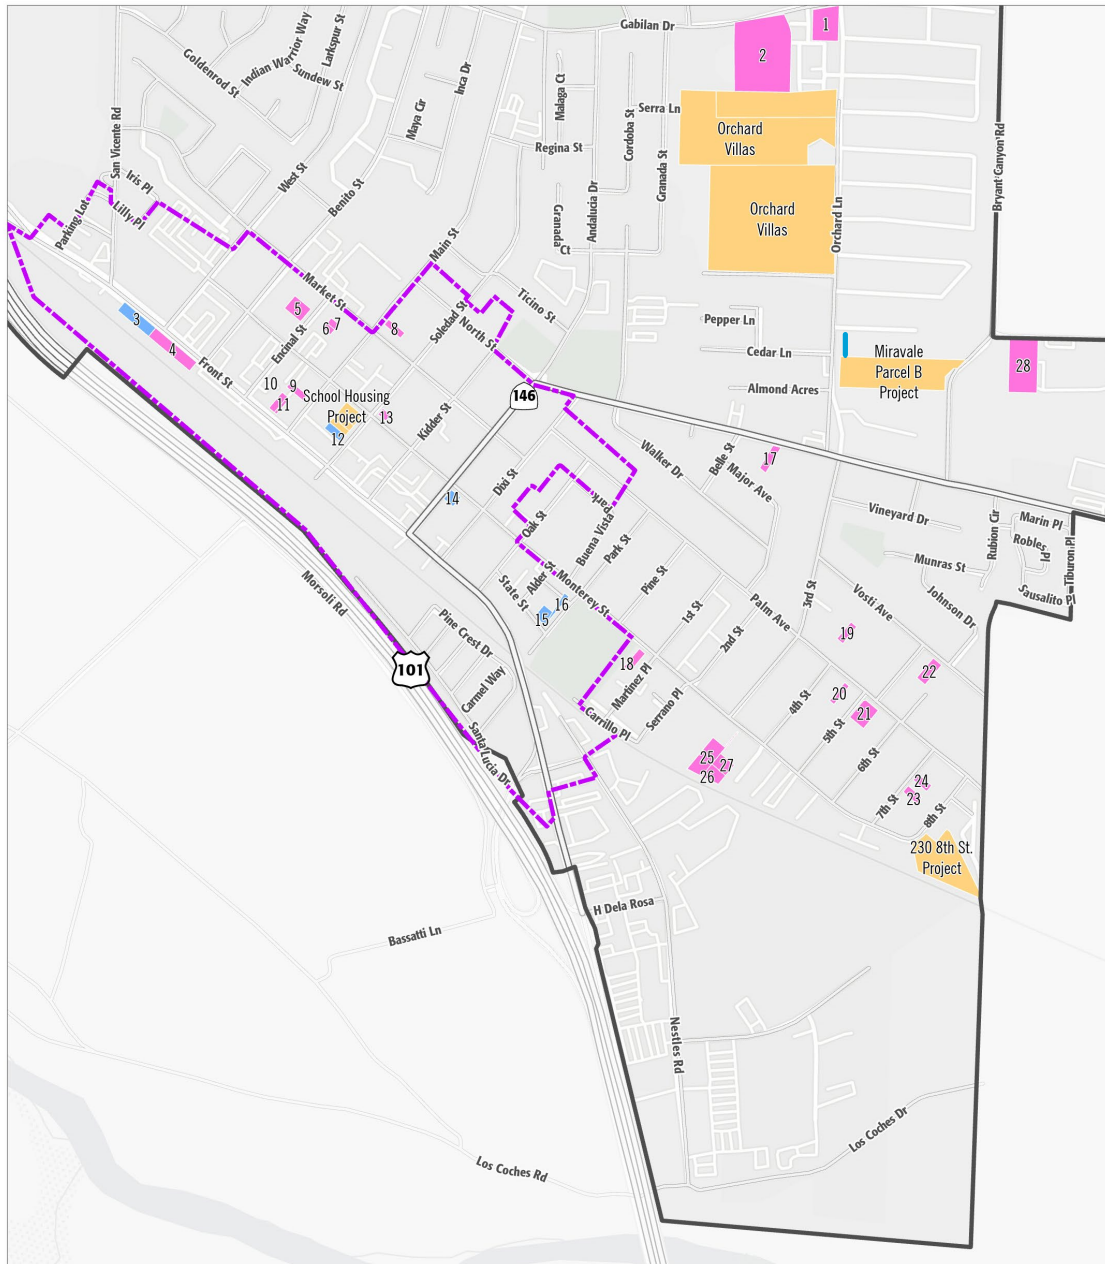 Gabilan Dr
1
2
Indian Warrior Way
Larkspur St
Goldenrod St
Sundew St
Inca Dr
Maya Cir
Malaga Ct
Serra Ln
Cordoba St
Granada St
Regina St
Orchard
Villas
San Vicente Rd
West St
Benito St
Iris Pl
Lilly Pl
Parking Lot
Granada
Ct
Andalucia Dr
Orchard
Villas
Orchard Ln
Bryant Canyon Rd
Main St
Market St
Ticino St
Soledad St
North St
3
4
5
6
7
8
Pepper Ln
Cedar Ln
Almond Acres
Miravale
Parcel B
Project
28
Front St
Encinal St
10
9
11
School Housing
Project
12
13
Kidder St
146
14
Dixi St
Walker Dr
Belle St
Major Ave
17
Vineyard Dr
Rubion Cir
Marin Pl
Robles
Pl
Tiburon Pl
Sausalito Pl
Munras St
Johnson Dr
Oak St
Park
Buena Vista
Park St
Alder St
State St
Monterey St
Pine St
15
16
1st St
2nd St
Palm Ave
3rd St
Vosti Ave
Morsoli Rd
Pine Crest Dr
101
Carmel Way
Santa Lucia Dr
18
Martinez Pl
Serrano Pl
Carrillo Pl
19
20
21
22
4th St
5th St
6th St
7th St
8th St
25
26
27
24
23
230 8th St.
Project
H Dela Rosa
Bassatti Ln
Nestles Rd
Los Coches Dr
Los Coches Rd